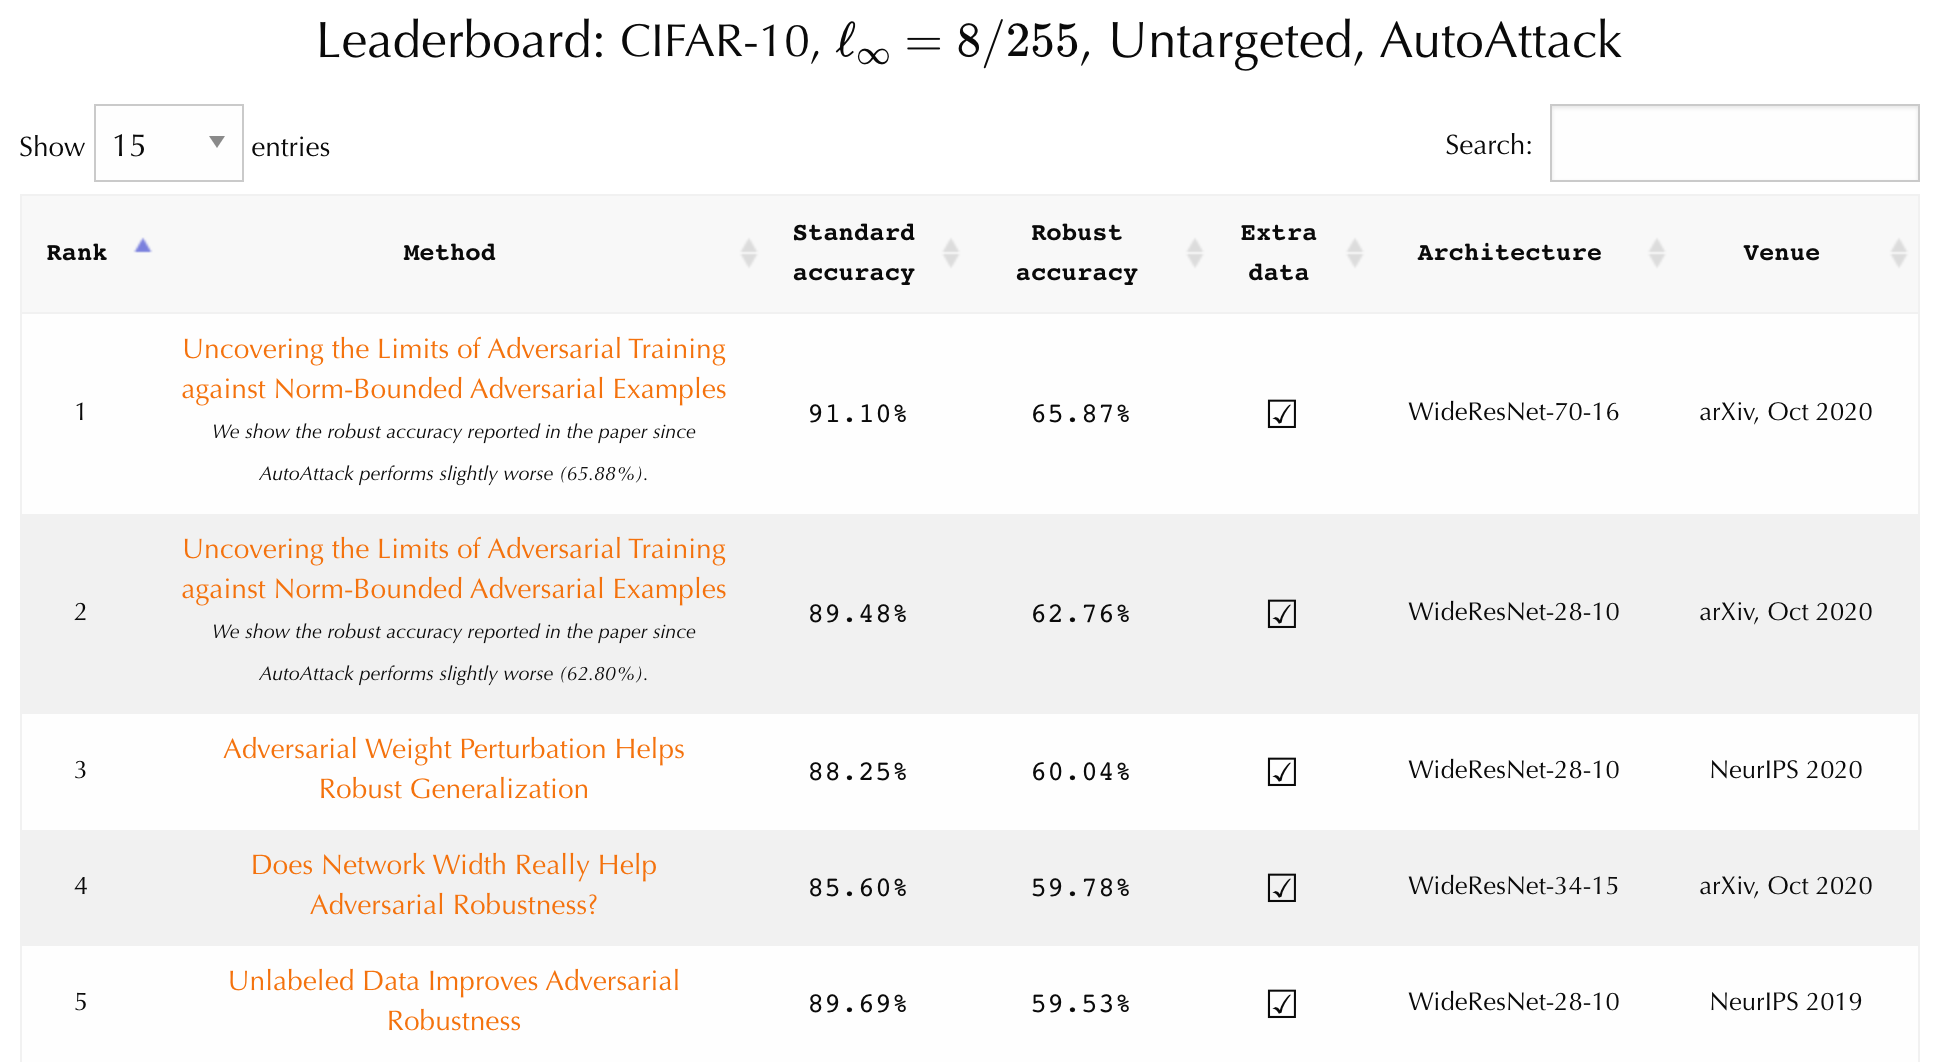 Leaderboard: CIFAR-10, ℓ∞ = 8/255, Untargeted, AutoAttack
Show 15 entries
Search:
Rank Method Standard accuracy Robust accuracy Extra data Architecture Venue
1 Uncovering the Limits of Adversarial Training against Norm-Bounded Adversarial Examples 91.10% 65.87% ☑ WideResNet-70-16 arXiv, Oct 2020
We show the robust accuracy reported in the paper since
AutoAttack performs slightly worse (65.88%).
2 Uncovering the Limits of Adversarial Training against Norm-Bounded Adversarial Examples 89.48% 62.76% ☑ WideResNet-28-10 arXiv, Oct 2020
We show the robust accuracy reported in the paper since
AutoAttack performs slightly worse (62.80%).
3 Adversarial Weight Perturbation Helps Robust Generalization 88.25% 60.04% ☑ WideResNet-28-10 NeurIPS 2020
4 Does Network Width Really Help Adversarial Robustness? 85.60% 59.78% ☑ WideResNet-34-15 arXiv, Oct 2020
5 Unlabeled Data Improves Adversarial Robustness 89.69% 59.53% ☑ WideResNet-28-10 NeurIPS 2019